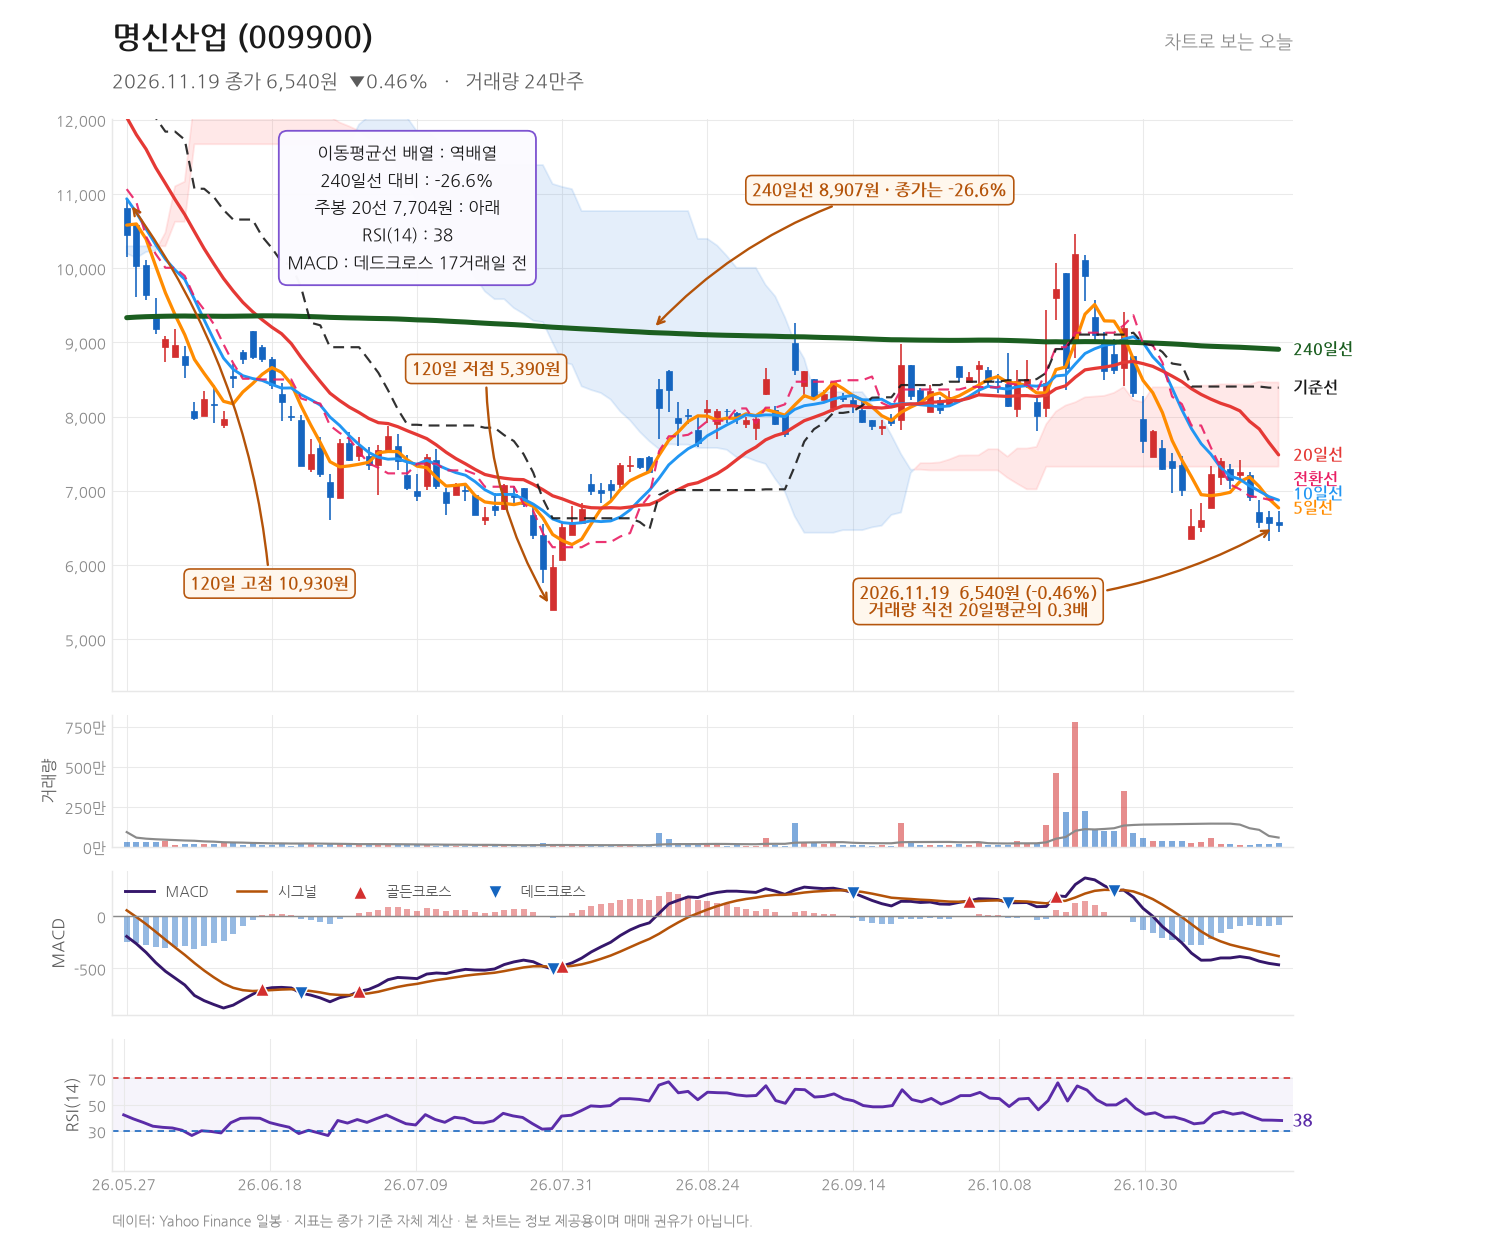 명신산업 (009900)
차트로 보는 오늘
2026.11.19 종가 6,540원 ▼0.46% · 거래량 24만주
12,000
11,000
10,000
9,000
8,000
7,000
6,000
5,000
이동평균선 배열 : 역배열
240일선 대비 : -26.6%
주봉 20선 7,704원 : 아래
RSI(14) : 38
MACD : 데드크로스 17거래일 전
240일선 8,907원 · 종가는 -26.6%
120일 저점 5,390원
120일 고점 10,930원
2026.11.19 6,540원 (-0.46%)
거래량 직전 20일평균의 0.3배
240일선
기준선
20일선
전환선
10일선
5일선
거래량
750만
500만
250만
0만
MACD
MACD
시그널
골든크로스
데드크로스
0
-500
RSI(14)
70
50
30
38
26.05.27
26.06.18
26.07.09
26.07.31
26.08.24
26.09.14
26.10.08
26.10.30
데이터: Yahoo Finance 일봉 · 지표는 종가 기준 자체 계산 · 본 차트는 정보 제공용이며 매매 권유가 아닙니다.